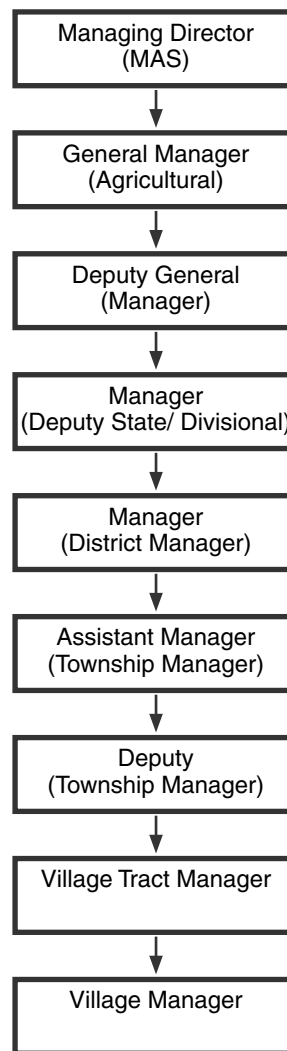 Managing Director
(MAS)
General Manager
(Agricultural)
Deputy General
(Manager)
Manager
(Deputy State/ Divisional)
Manager
(District Manager)
Assistant Manager
(Township Manager)
Deputy
(Township Manager)
Village Tract Manager
Village Manager